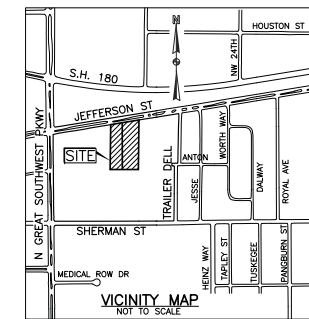 N
HOUSTON ST
NW 24TH
S.H. 180
JEFFERSON ST
N GREAT SOUTHWEST PKWY
SITE
TRAILER DELL
ANTON
JESSE
WORTH WAY
DALWAY
ROYAL AVE
SHERMAN ST
HEINZ WAY
TAPLEY ST
TUSKEGEE
PANGBURN ST
MEDICAL ROW DR
VICINITY MAP
NOT TO SCALE